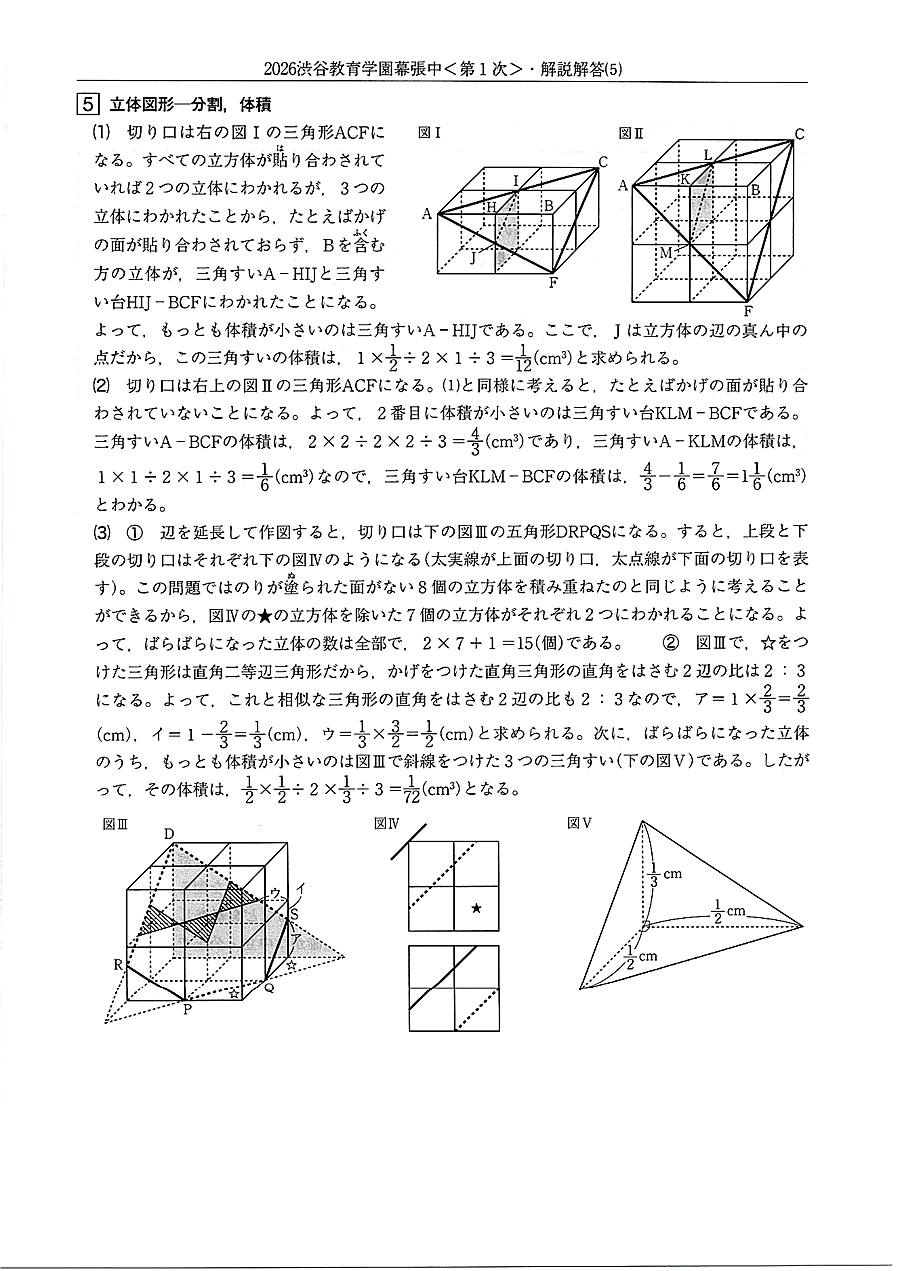 2026渋谷教育学園幕張中<第1次>・解説解答(5)
5 立体図形―分割，体積
(1) 切り口は右の図Ⅰの三角形ACFに
なる。すべての立方体が貼り合わされて
は
いれば2つの立体にわかれるが，3つの
立体にわかれたことから，たとえばかげ
の面が貼り合わされておらず，Bを含む
ふく
方の立体が，三角すいA－HIJと三角す
い台HIJ－BCFにわかれたことになる。
図Ⅰ
A
H
I
B
C
J
F
図Ⅱ
A
K
L
B
C
M
F
よって，もっとも体積が小さいのは三角すいA－HIJである。ここで，Jは立方体の辺の真ん中の
点だから，この三角すいの体積は，1×1/2÷2×1÷3＝1/12(cm³)と求められる。
(2) 切り口は右上の図Ⅱの三角形ACFになる。(1)と同様に考えると，たとえばかげの面が貼り合
わされていないことになる。よって，2番目に体積が小さいのは三角すい台KLM－BCFである。
三角すいA－BCFの体積は，2×2÷2×2÷3＝4/3(cm³)であり，三角すいA－KLMの体積は，
1×1÷2×1÷3＝1/6(cm³)なので，三角すい台KLM－BCFの体積は，4/3－1/6＝7/6＝1 1/6(cm³)
とわかる。
(3) ① 辺を延長して作図すると，切り口は下の図Ⅲの五角形DRPQSになる。すると，上段と下
段の切り口はそれぞれ下の図Ⅳのようになる(太実線が上面の切り口，太点線が下面の切り口を表
す)。この問題ではのりが塗られた面がない8個の立方体を積み重ねたのと同じように考えること
ぬ
ができるから，図Ⅳの★の立方体を除いた7個の立方体がそれぞれ2つにわかれることになる。よ
って，ばらばらになった立体の数は全部で，2×7＋1＝15(個)である。 ② 図Ⅲで，☆をつ
けた三角形は直角二等辺三角形だから，かげをつけた直角三角形の直角をはさむ2辺の比は2：3
になる。よって，これと相似な三角形の直角をはさむ2辺の比も2：3なので，ア＝1×2/3＝2/3
(cm)，イ＝1－2/3＝1/3(cm)，ウ＝1/3×3/2＝1/2(cm)と求められる。次に，ばらばらになった立体
のうち，もっとも体積が小さいのは図Ⅲで斜線をつけた3つの三角すい(下の図Ⅴ)である。したが
って，その体積は，1/2×1/2÷2×1/3÷3＝1/72(cm³)となる。
図Ⅲ
D
イ
ウ
S
ア
R
☆
☆
Q
P
図Ⅳ
★
図Ⅴ
1/3 cm
1/2 cm
1/2 cm